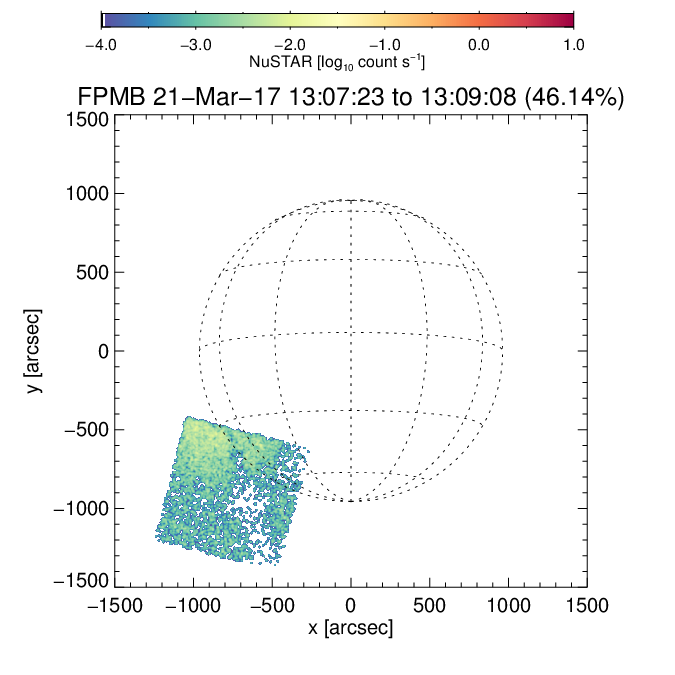 −4.0 −3.0 −2.0 −1.0 0.0 1.0
NuSTAR [log₁₀ count s⁻¹]
FPMB 21−Mar−17 13:07:23 to 13:09:08 (46.14%)
1500
1000
500
0
−500
−1000
−1500
y [arcsec]
−1500 −1000 −500 0 500 1000 1500
x [arcsec]